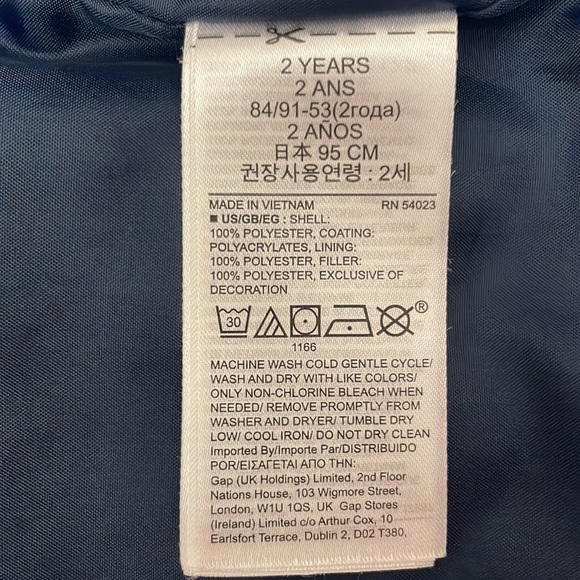 2 YEARS
2 ANS
84/91-53(2года)
2 AÑOS
日本 95 CM
권장사용연령 : 2세
MADE IN VIETNAM RN 54023
■ US/GB/EG : SHELL:
100% POLYESTER, COATING:
POLYACRYLATES, LINING:
100% POLYESTER, FILLER:
100% POLYESTER, EXCLUSIVE OF
DECORATION
30 ®
1166
MACHINE WASH COLD GENTLE CYCLE/
WASH AND DRY WITH LIKE COLORS/
ONLY NON-CHLORINE BLEACH WHEN
NEEDED/ REMOVE PROMPTLY FROM
WASHER AND DRYER/ TUMBLE DRY
LOW/ COOL IRON/ DO NOT DRY CLEAN
Imported By/Importe Par/DISTRIBUIDO
POR/ΕΙΣΑΓΕΤΑΙ ΑΠΟ ΤΗΝ:
Gap (UK Holdings) Limited, 2nd Floor
Nations House, 103 Wigmore Street,
London, W1U 1QS, UK Gap Stores
(Ireland) Limited c/o Arthur Cox, 10
Earlsfort Terrace, Dublin 2, D02 T380,